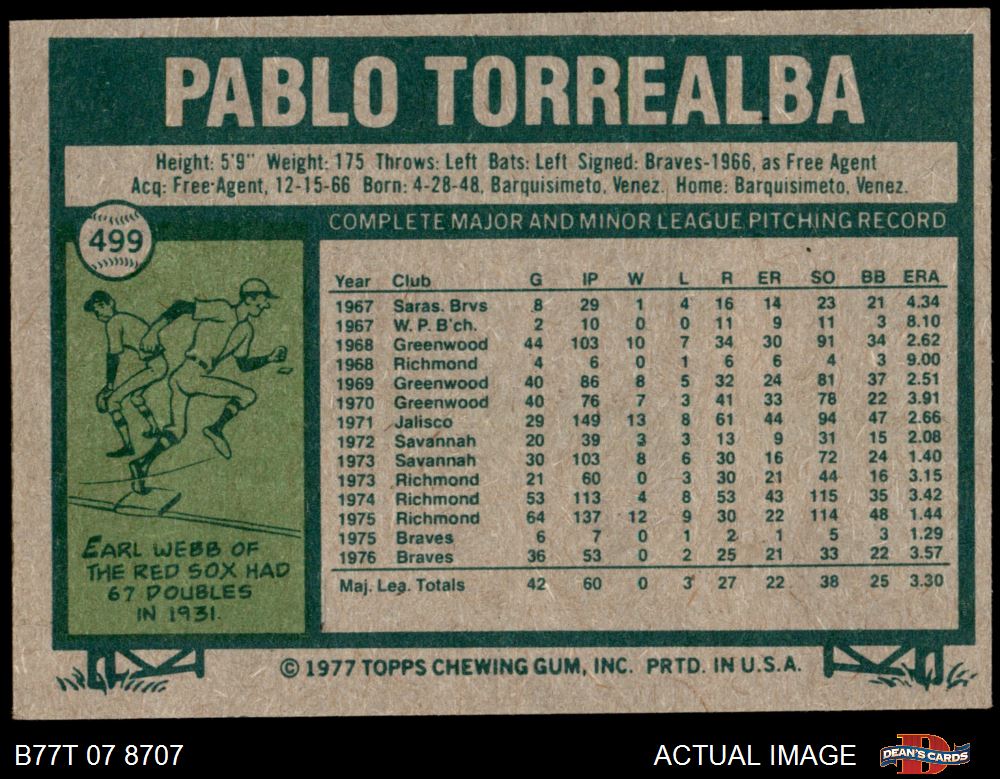 PABLO TORREALBA
Height: 5'9" Weight: 175 Throws: Left Bats: Left Signed: Braves-1966, as Free Agent
Acq: Free-Agent, 12-15-66 Born: 4-28-48, Barquisimeto, Venez. Home: Barquisimeto, Venez.
499
COMPLETE MAJOR AND MINOR LEAGUE PITCHING RECORD
Year Club G IP W L R ER SO BB ERA
1967 Saras. Brvs 8 29 1 4 16 14 23 21 4.34
1967 W. P. B'ch. 2 10 0 0 11 9 11 3 8.10
1968 Greenwood 44 103 10 7 34 30 91 34 2.62
1968 Richmond 4 6 0 1 6 6 4 3 9.00
1969 Greenwood 40 86 8 5 32 24 81 37 2.51
1970 Greenwood 40 76 7 3 41 33 78 22 3.91
1971 Jalisco 29 149 13 8 61 44 94 47 2.66
1972 Savannah 20 39 3 3 13 9 31 15 2.08
1973 Savannah 30 103 8 6 30 16 72 24 1.40
1973 Richmond 21 60 0 3 30 21 44 16 3.15
1974 Richmond 53 113 4 8 53 43 115 35 3.42
1975 Richmond 64 137 12 9 30 22 114 48 1.44
1975 Braves 6 7 0 1 2 1 5 3 1.29
1976 Braves 36 53 0 2 25 21 33 22 3.57
Maj. Lea. Totals 42 60 0 3 27 22 38 25 3.30
EARL WEBB OF
THE RED SOX HAD
67 DOUBLES
IN 1931.
© 1977 TOPPS CHEWING GUM, INC. PRTD. IN U.S.A.
B77T 07 8707
ACTUAL IMAGE
DEAN'S CARDS